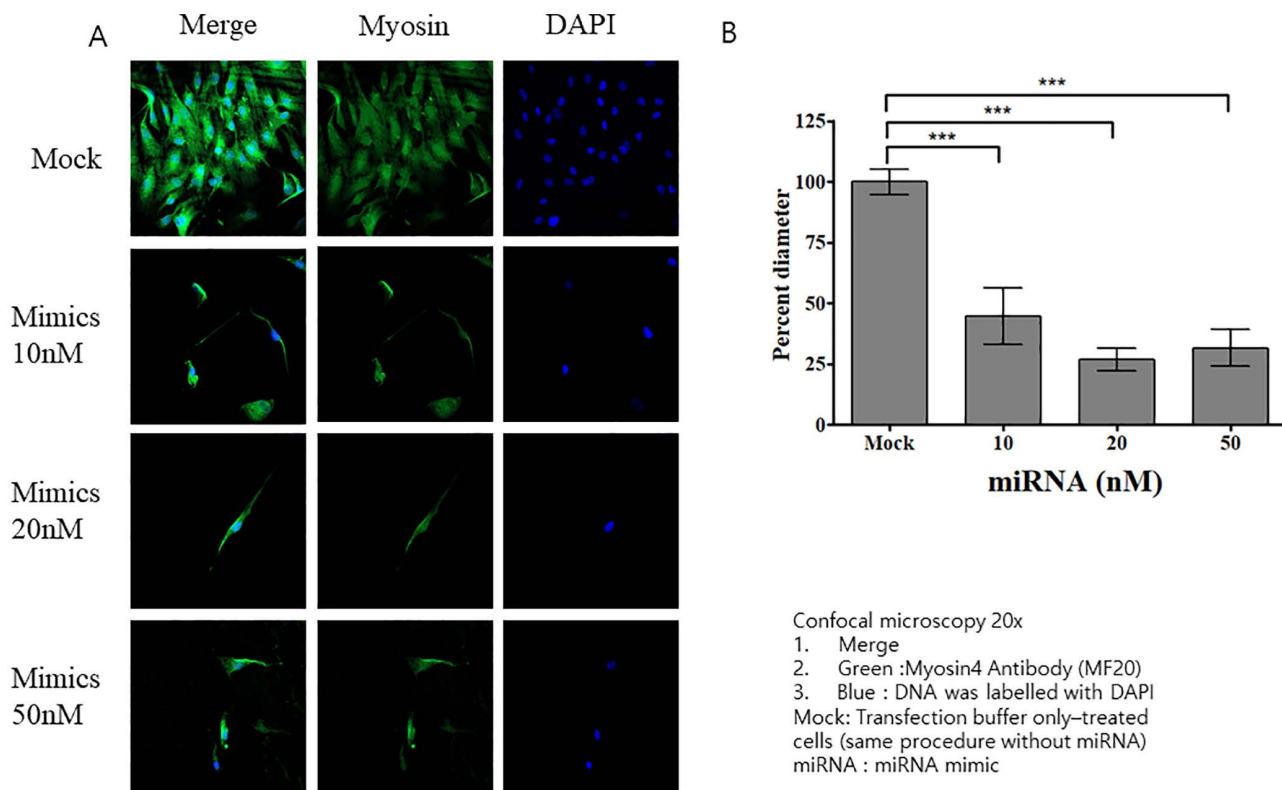 A
Merge
Myosin
DAPI
Mock
Mimics
10nM
Mimics
20nM
Mimics
50nM
B
***
***
***
125
100
75
50
25
0
Percent diameter
Mock 10 20 50
miRNA (nM)
Confocal microscopy 20x
1. Merge
2. Green :Myosin4 Antibody (MF20)
3. Blue : DNA was labelled with DAPI
Mock: Transfection buffer only–treated
cells (same procedure without miRNA)
miRNA : miRNA mimic